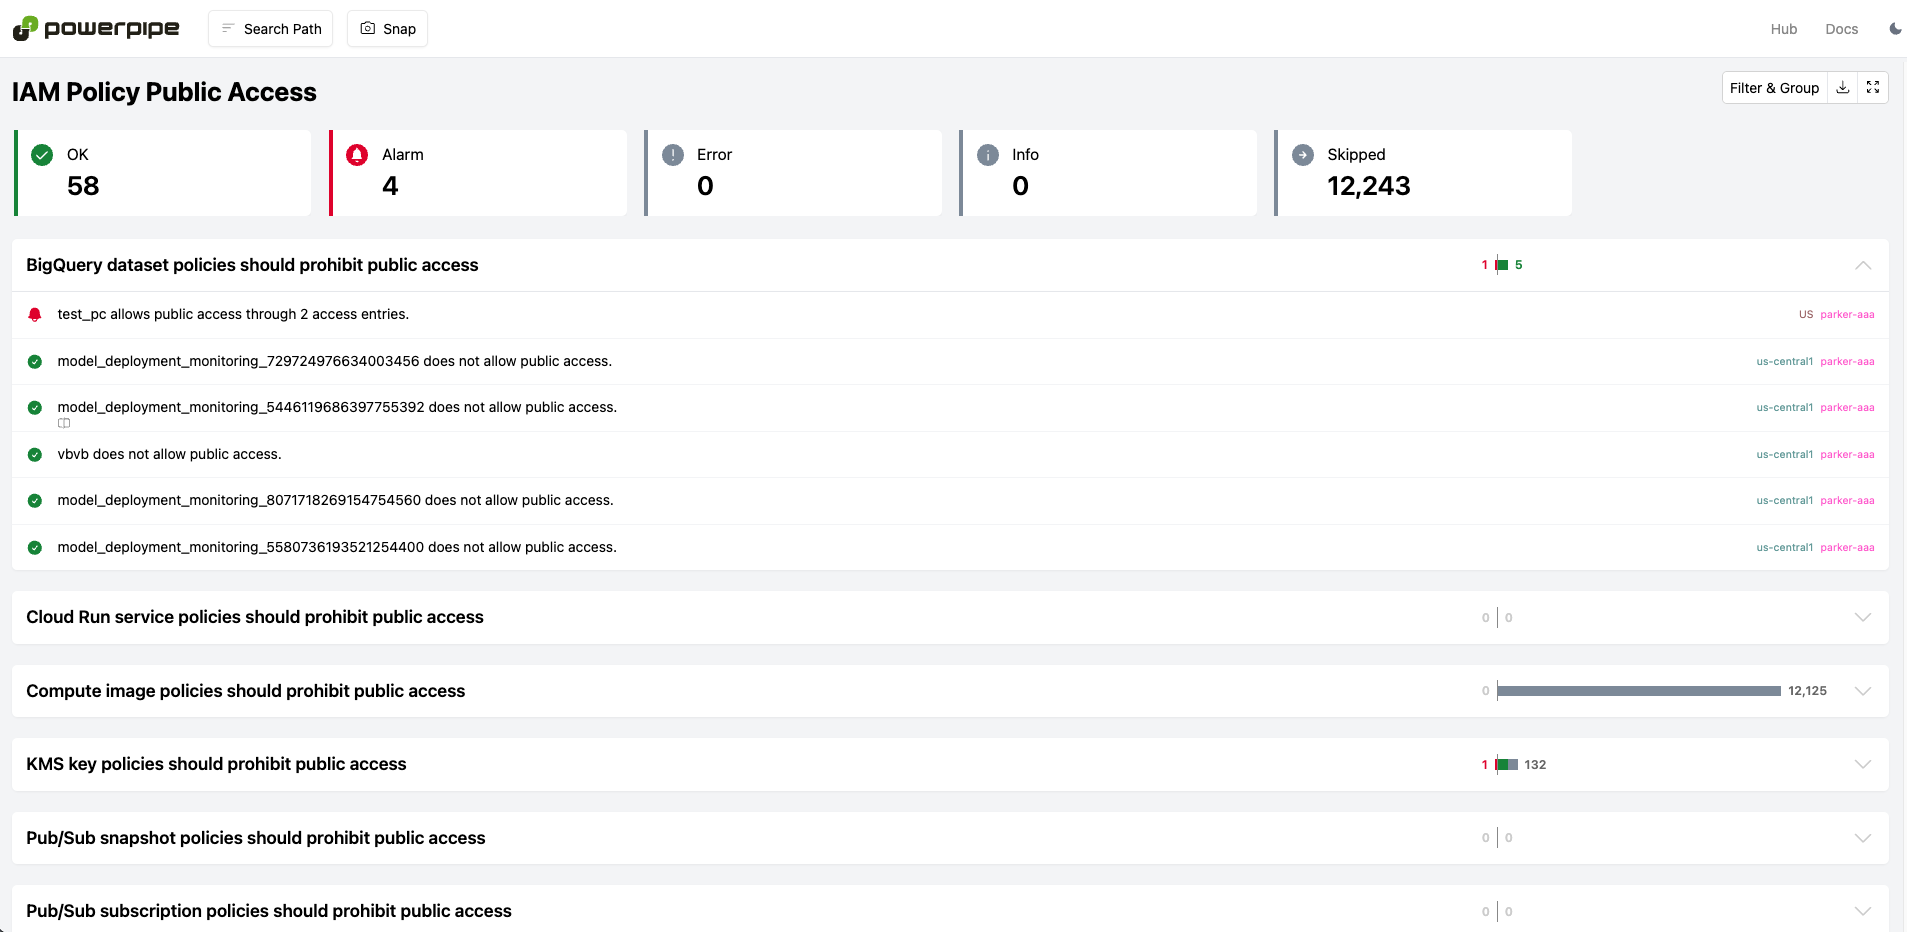 powerpipe
Search Path
Snap
Hub
Docs
IAM Policy Public Access
Filter & Group
OK
58
Alarm
4
Error
0
Info
0
Skipped
12,243
BigQuery dataset policies should prohibit public access
1 5
test_pc allows public access through 2 access entries.
US parker-aaa
model_deployment_monitoring_729724976634003456 does not allow public access.
us-central1 parker-aaa
model_deployment_monitoring_5446119686397755392 does not allow public access.
us-central1 parker-aaa
vbvb does not allow public access.
us-central1 parker-aaa
model_deployment_monitoring_8071718269154754560 does not allow public access.
us-central1 parker-aaa
model_deployment_monitoring_5580736193521254400 does not allow public access.
us-central1 parker-aaa
Cloud Run service policies should prohibit public access
0 0
Compute image policies should prohibit public access
0 12,125
KMS key policies should prohibit public access
1 132
Pub/Sub snapshot policies should prohibit public access
0 0
Pub/Sub subscription policies should prohibit public access
0 0